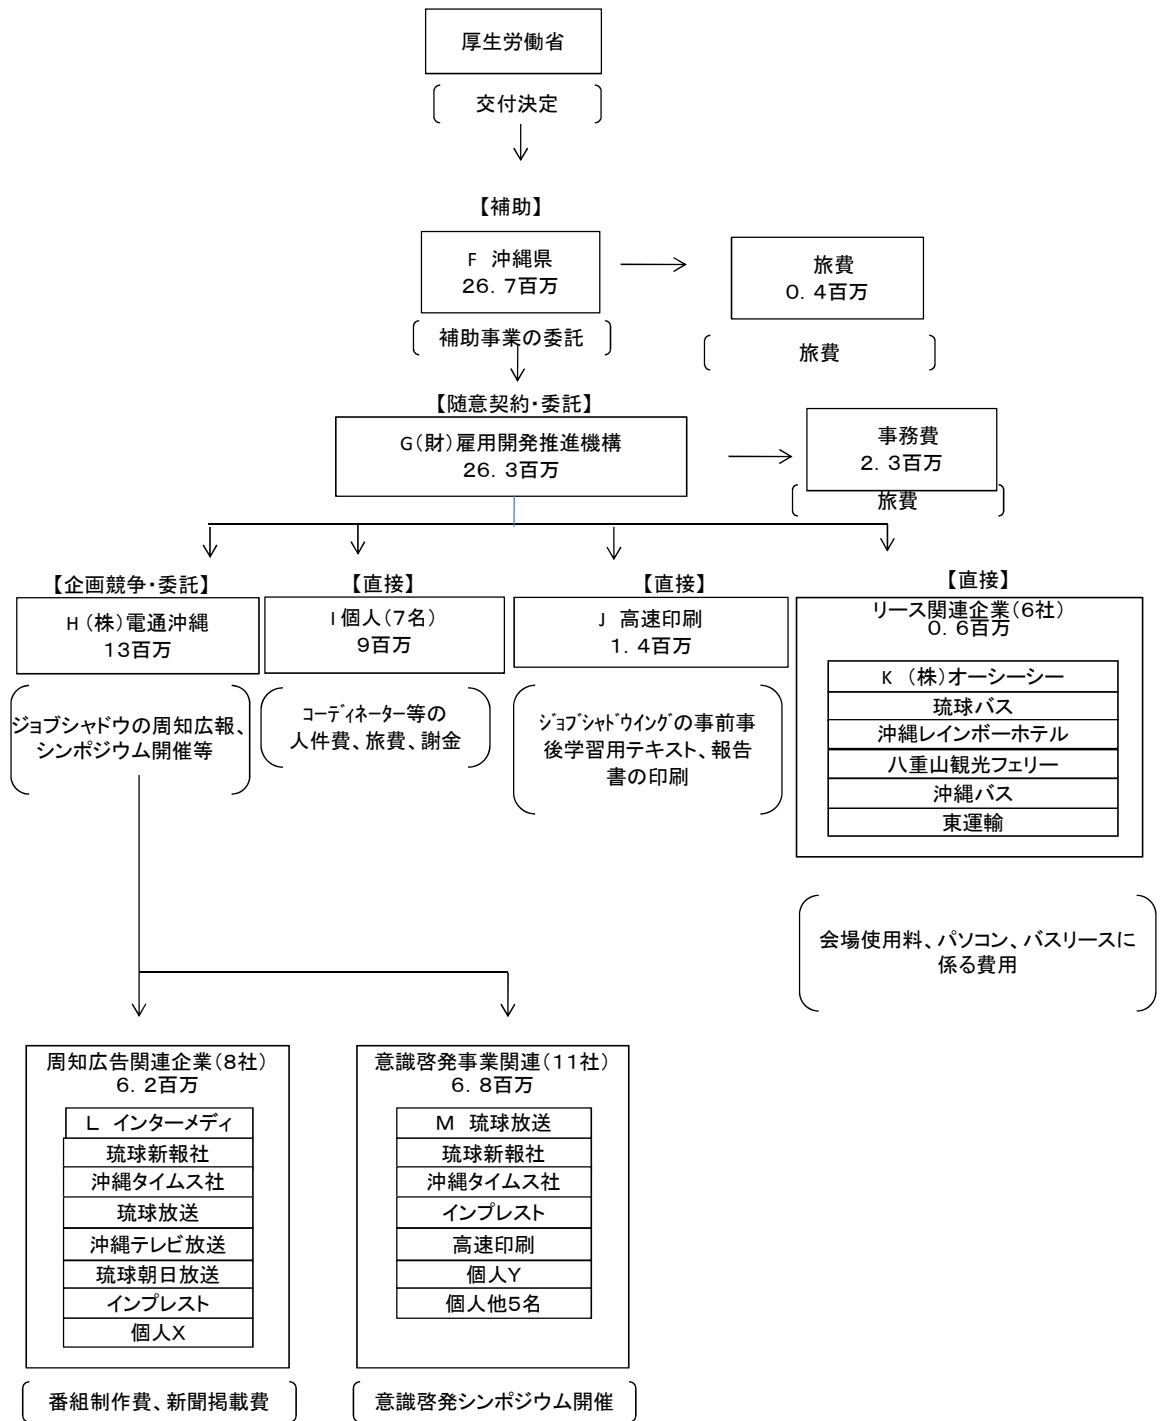 厚生労働省
交付決定
【補助】
F 沖縄県
26．7百万
旅費
0．4百万
補助事業の委託
旅費
【随意契約・委託】
G(財)雇用開発推進機構
26．3百万
事務費
2．3百万
旅費
【企画競争・委託】
H (株)電通沖縄
13百万
【直接】
I 個人(7名)
9百万
【直接】
J 高速印刷
1．4百万
【直接】
リース関連企業(6社)
0．6百万
K (株)オーシーシー
琉球バス
沖縄レインボーホテル
八重山観光フェリー
沖縄バス
東運輸
ジョブシャドウの周知広報、
シンポジウム開催等
ｺｰﾃﾞｨﾈｰﾀｰ等の
人件費、旅費、謝金
ｼﾞｮﾌﾞｼｬﾄﾞｳｲﾝｸﾞの事前事
後学習用テキスト、報告
書の印刷
会場使用料、パソコン、バスリースに
係る費用
周知広告関連企業(8社)
6．2百万
L インターメディ
琉球新報社
沖縄タイムス社
琉球放送
沖縄テレビ放送
琉球朝日放送
インプレスト
個人X
番組制作費、新聞掲載費
意識啓発事業関連(11社)
6．8百万
M 琉球放送
琉球新報社
沖縄タイムス社
インプレスト
高速印刷
個人Y
個人他5名
意識啓発シンポジウム開催